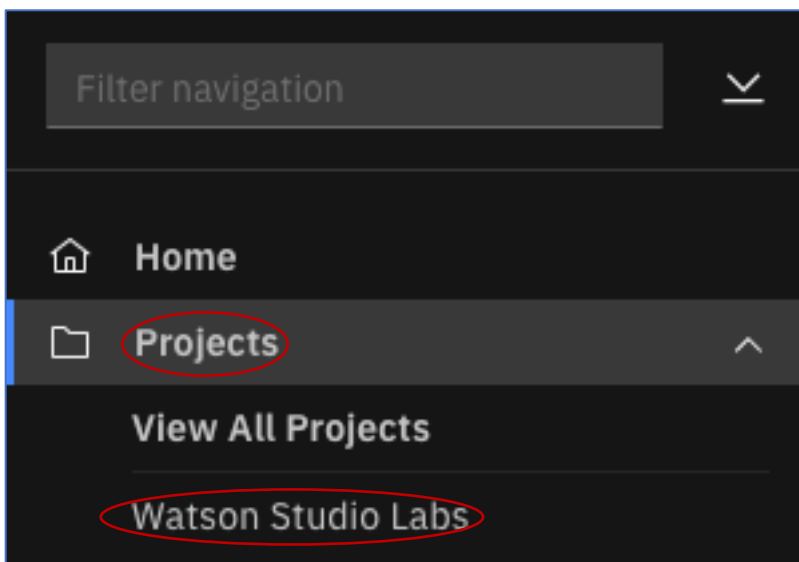 Filter navigation
Home
Projects
View All Projects
Watson Studio Labs